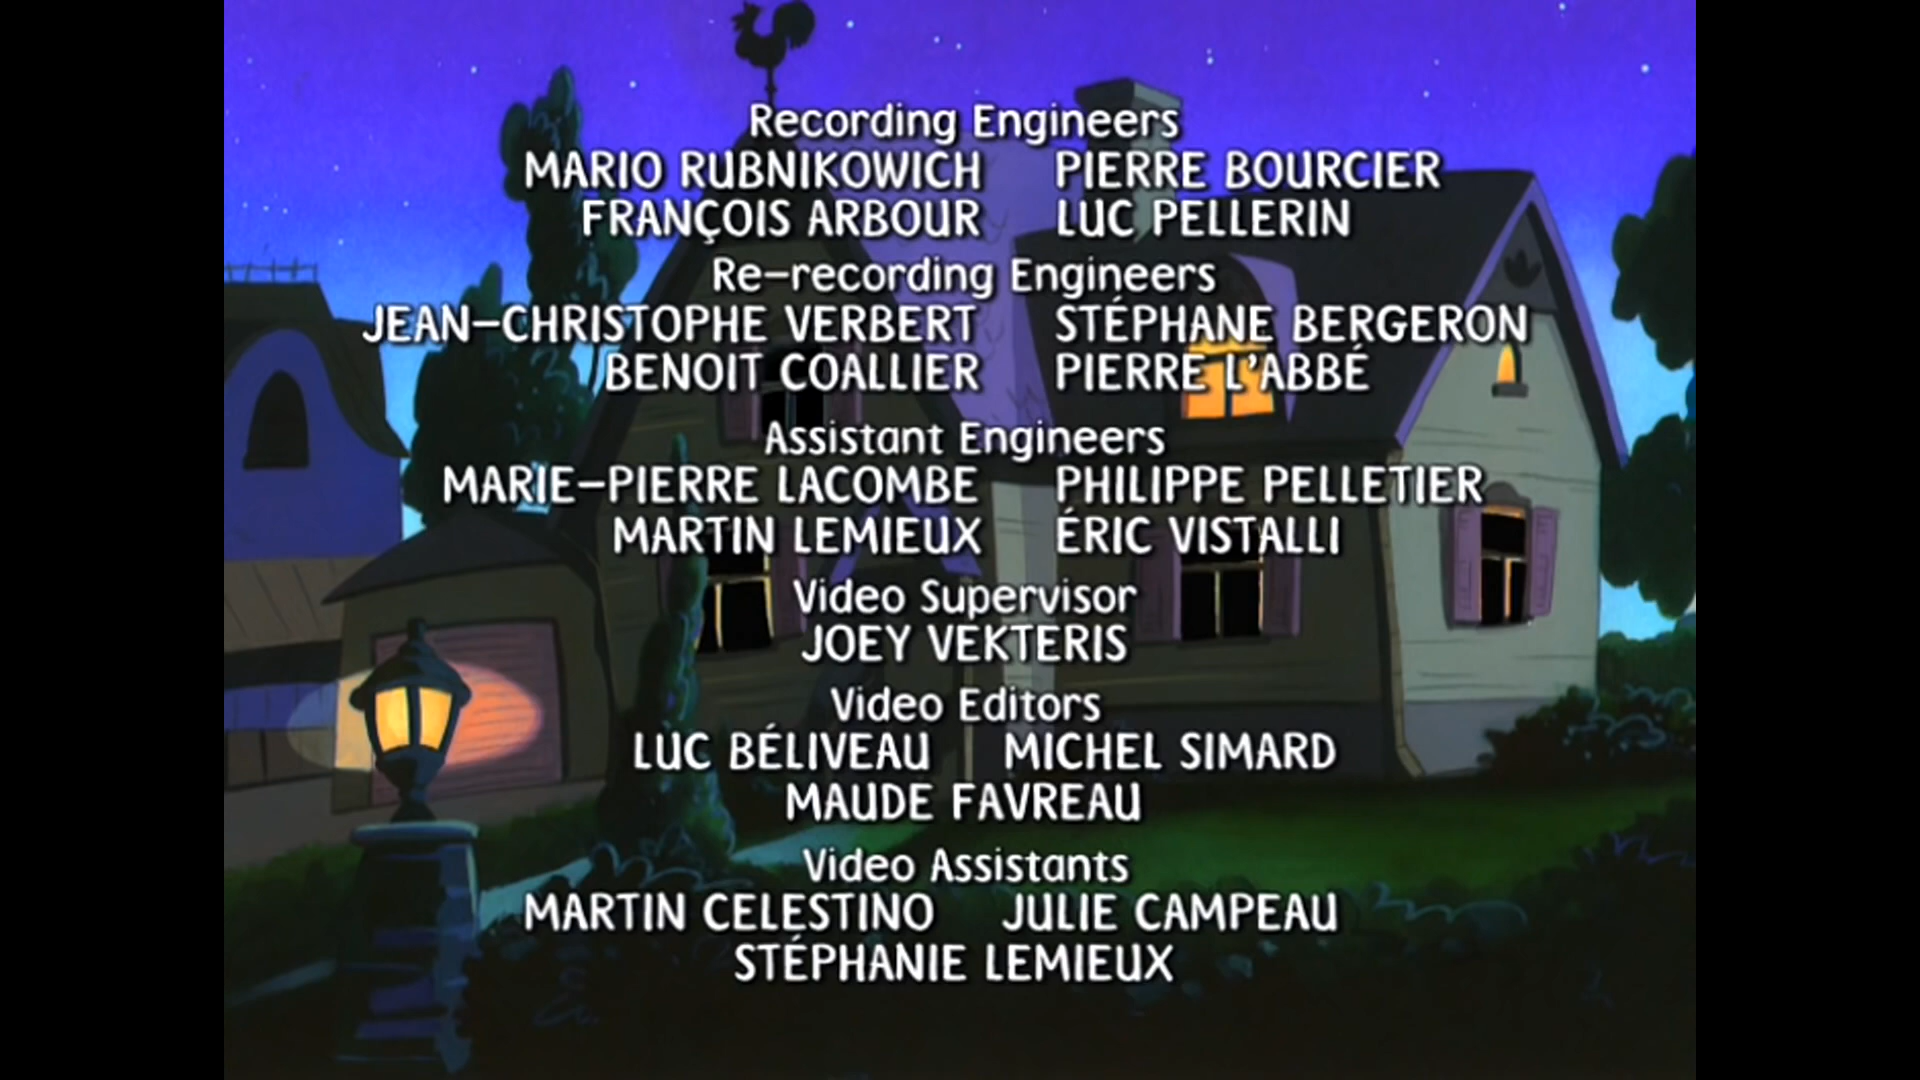 Recording Engineers
MARIO RUBNIKOWICH PIERRE BOURCIER
FRANÇOIS ARBOUR LUC PELLERIN
Re-recording Engineers
JEAN-CHRISTOPHE VERBERT STÉPHANE BERGERON
BENOIT COALLIER PIERRE L'ABBÉ
Assistant Engineers
MARIE-PIERRE LACOMBE PHILIPPE PELLETIER
MARTIN LEMIEUX ÉRIC VISTALLI
Video Supervisor
JOEY VEKTERIS
Video Editors
LUC BÉLIVEAU MICHEL SIMARD
MAUDE FAVREAU
Video Assistants
MARTIN CELESTINO JULIE CAMPEAU
STÉPHANIE LEMIEUX